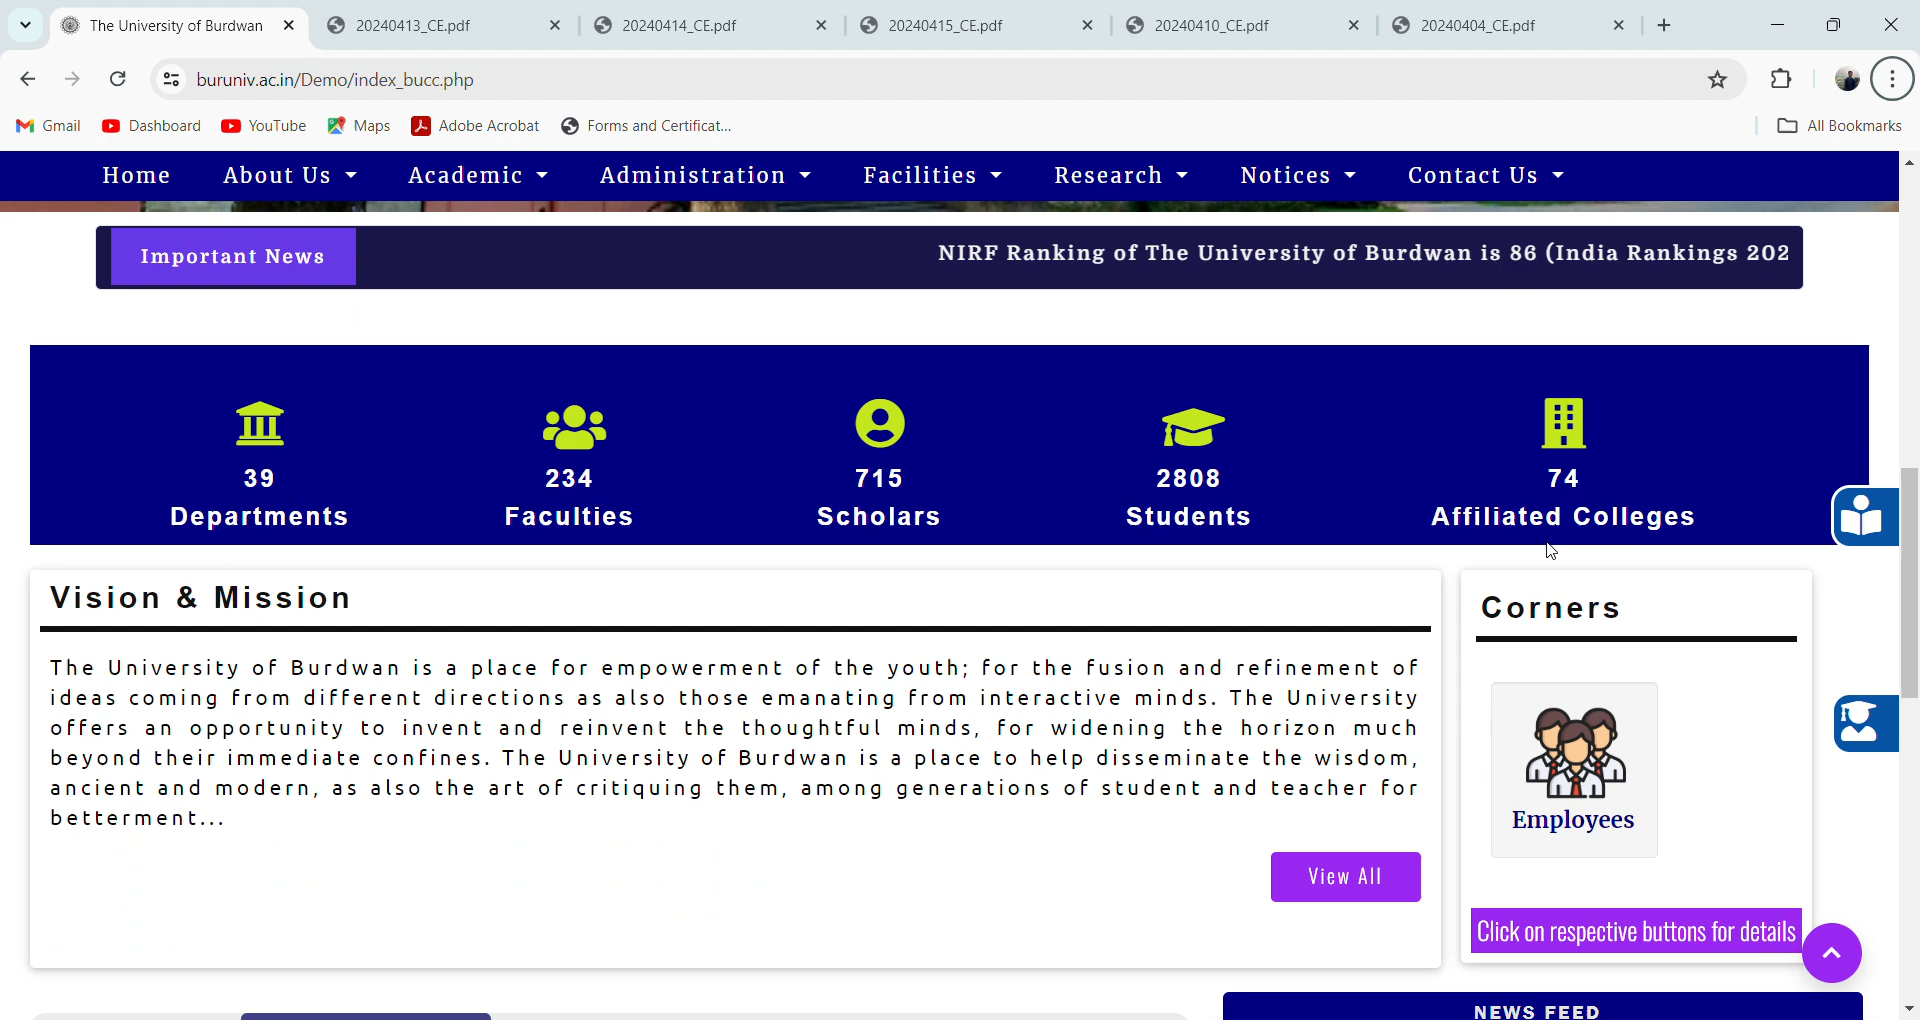 The University of Burdwan
20240413_CE.pdf
20240414_CE.pdf
20240415_CE.pdf
20240410_CE.pdf
20240404_CE.pdf
buruniv.ac.in/Demo/index_bucc.php
Gmail
Dashboard
YouTube
Maps
Adobe Acrobat
Forms and Certificat...
All Bookmarks
Home About Us Academic Administration Facilities Research Notices Contact Us
Important News
NIRF Ranking of The University of Burdwan is 86 (India Rankings 202
39 234 715 2808 74
Departments Faculties Scholars Students Affiliated Colleges
Vision & Mission
The University of Burdwan is a place for empowerment of the youth; for the fusion and refinement of
ideas coming from different directions as also those emanating from interactive minds. The University
offers an opportunity to invent and reinvent the thoughtful minds, for widening the horizon much
beyond their immediate confines. The University of Burdwan is a place to help disseminate the wisdom,
ancient and modern, as also the art of critiquing them, among generations of student and teacher for
betterment...
View All
Corners
Employees
Click on respective buttons for details
NEWS FEED